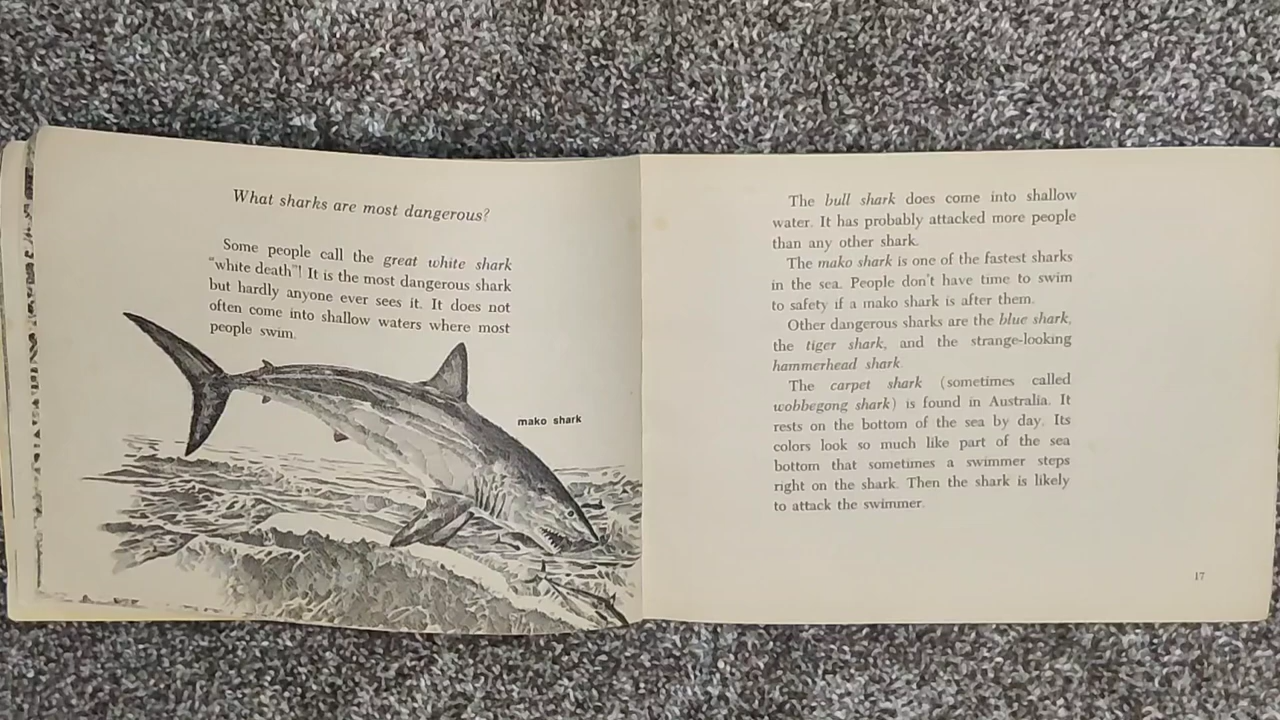 What sharks are most dangerous?
Some people call the great white shark
"white death"! It is the most dangerous shark
but hardly anyone ever sees it. It does not
often come into shallow waters where most
people swim.
mako shark
The bull shark does come into shallow
water. It has probably attacked more people
than any other shark.
The mako shark is one of the fastest sharks
in the sea. People don't have time to swim
to safety if a mako shark is after them.
Other dangerous sharks are the blue shark,
the tiger shark, and the strange-looking
hammerhead shark.
The carpet shark (sometimes called
wobbegong shark) is found in Australia. It
rests on the bottom of the sea by day. Its
colors look so much like part of the sea
bottom that sometimes a swimmer steps
right on the shark. Then the shark is likely
to attack the swimmer.
17